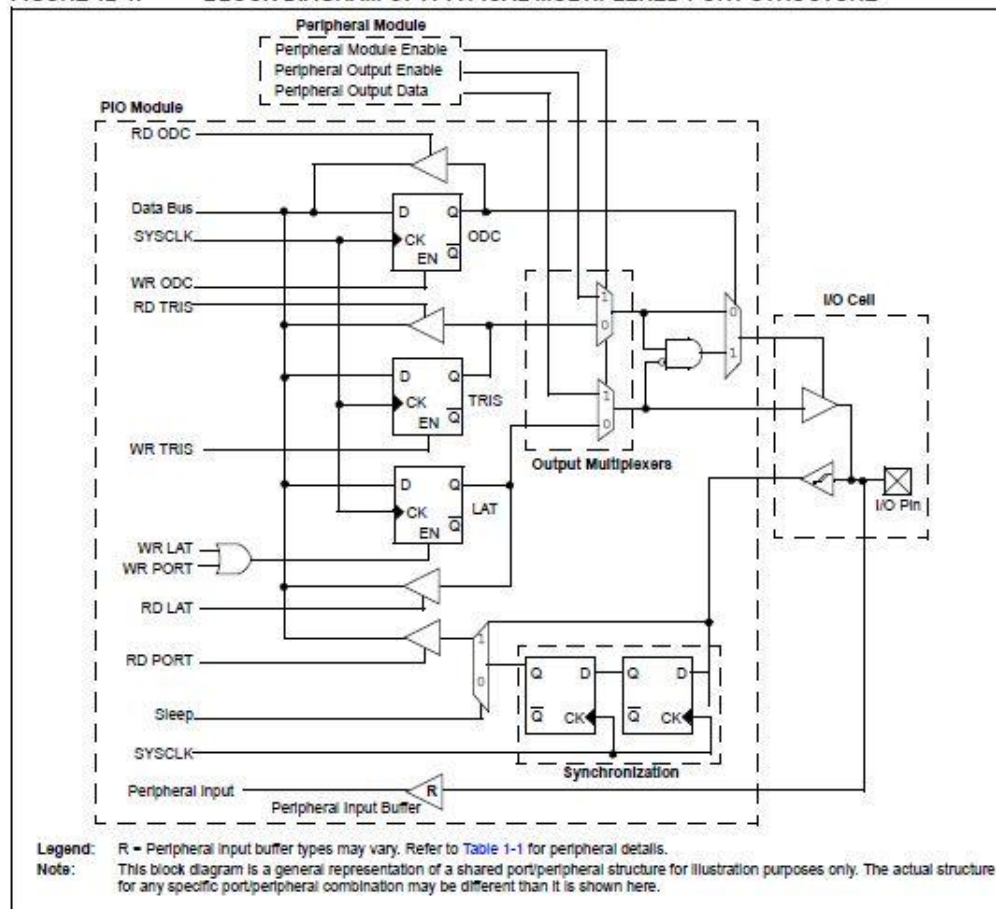 Peripheral Module
Peripheral Module Enable
Peripheral Output Enable
Peripheral Output Data
PIO Module
RD ODC
Data Bus
D Q
ODC
SYSCLK
CK
EN Q
WR ODC
RD TRIS
1
0
I/O Cell
0
1
D Q
TRIS
CK
EN Q
1
0
WR TRIS
Output Multiplexers
D Q
LAT
CK
EN Q
I/O Pin
WR LAT
WR PORT
RD LAT
RD PORT
1
0
Q D Q D
Q CK Q CK
Sleep
SYSCLK
Synchronization
Peripheral Input
R
Peripheral Input Buffer
Legend: R = Peripheral input buffer types may vary. Refer to Table 1-1 for peripheral details.
Note: This block diagram is a general representation of a shared port/peripheral structure for illustration purposes only. The actual structure
for any specific port/peripheral combination may be different than it is shown here.